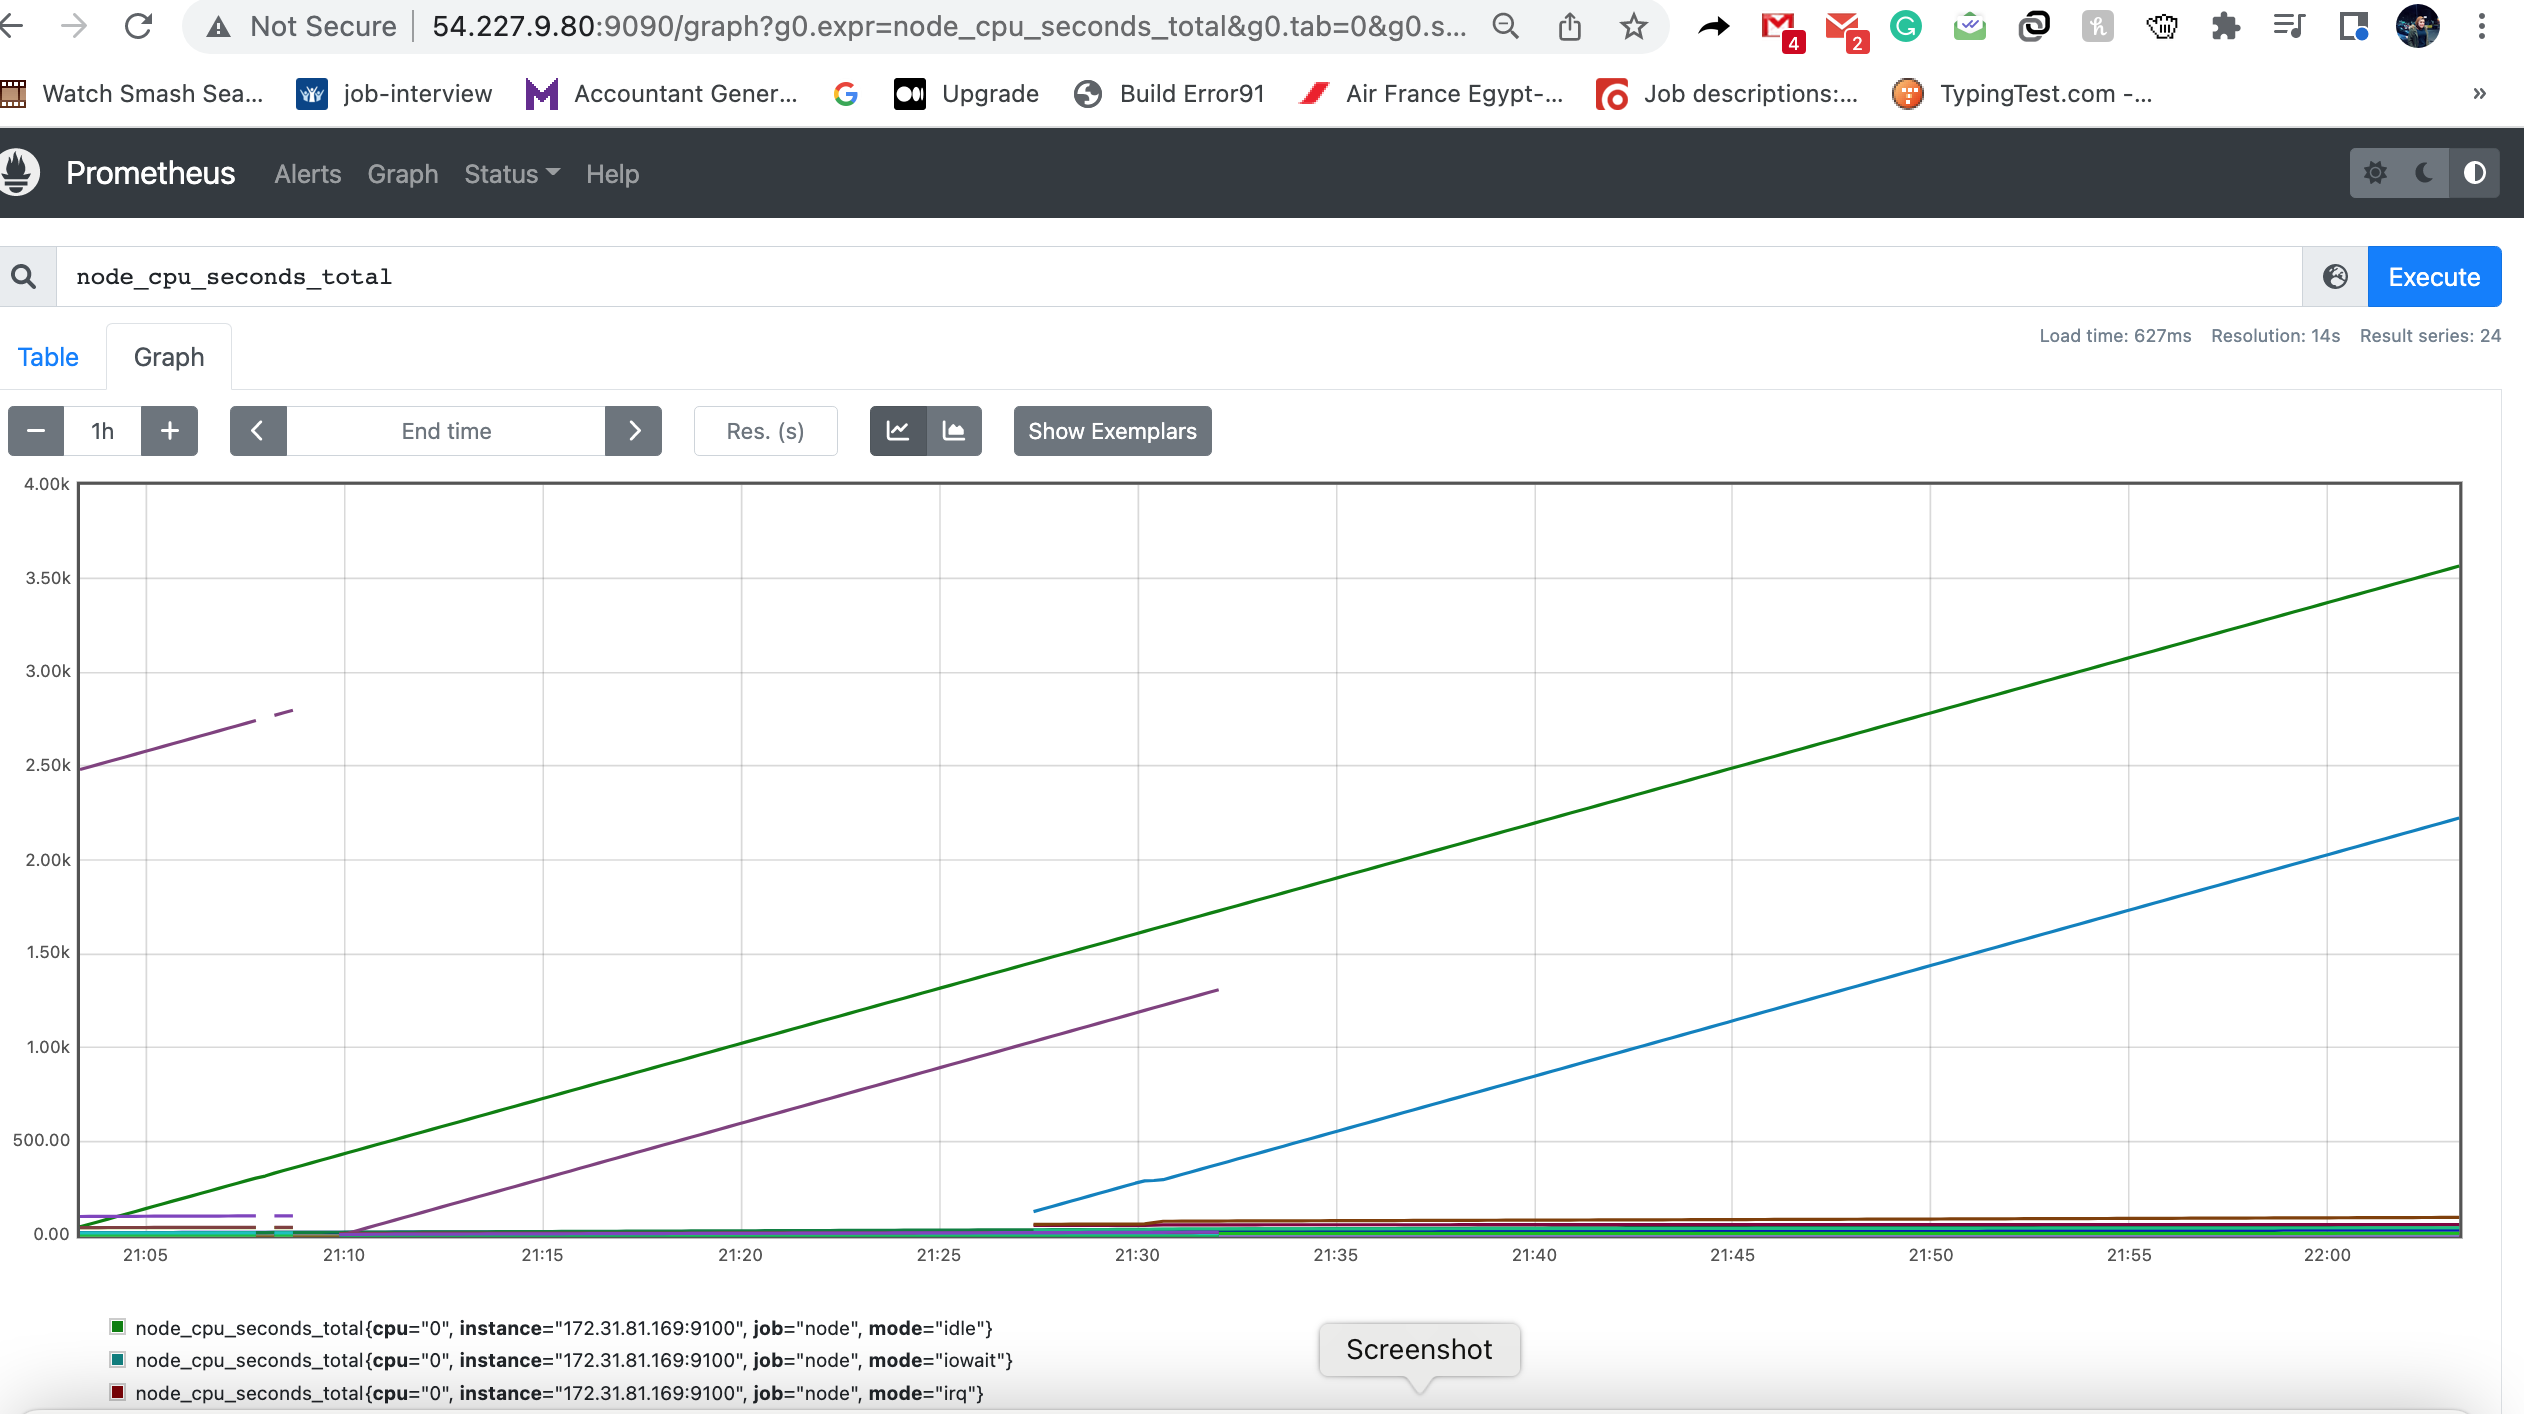 Not Secure 54.227.9.80:9090/graph?g0.expr=node_cpu_seconds_total&g0.tab=0&g0.s...
4 2
Watch Smash Sea... job-interview Accountant Gener... Upgrade Build Error91 Air France Egypt-... Job descriptions:... TypingTest.com -... »
Prometheus Alerts Graph Status Help
node_cpu_seconds_total Execute
Load time: 627ms Resolution: 14s Result series: 24
Table Graph
− 1h + End time Res. (s) Show Exemplars
4.00k
3.50k
3.00k
2.50k
2.00k
1.50k
1.00k
500.00
0.00
21:05 21:10 21:15 21:20 21:25 21:30 21:35 21:40 21:45 21:50 21:55 22:00
node_cpu_seconds_total{cpu="0", instance="172.31.81.169:9100", job="node", mode="idle"}
node_cpu_seconds_total{cpu="0", instance="172.31.81.169:9100", job="node", mode="iowait"}
node_cpu_seconds_total{cpu="0", instance="172.31.81.169:9100", job="node", mode="irq"}
Screenshot